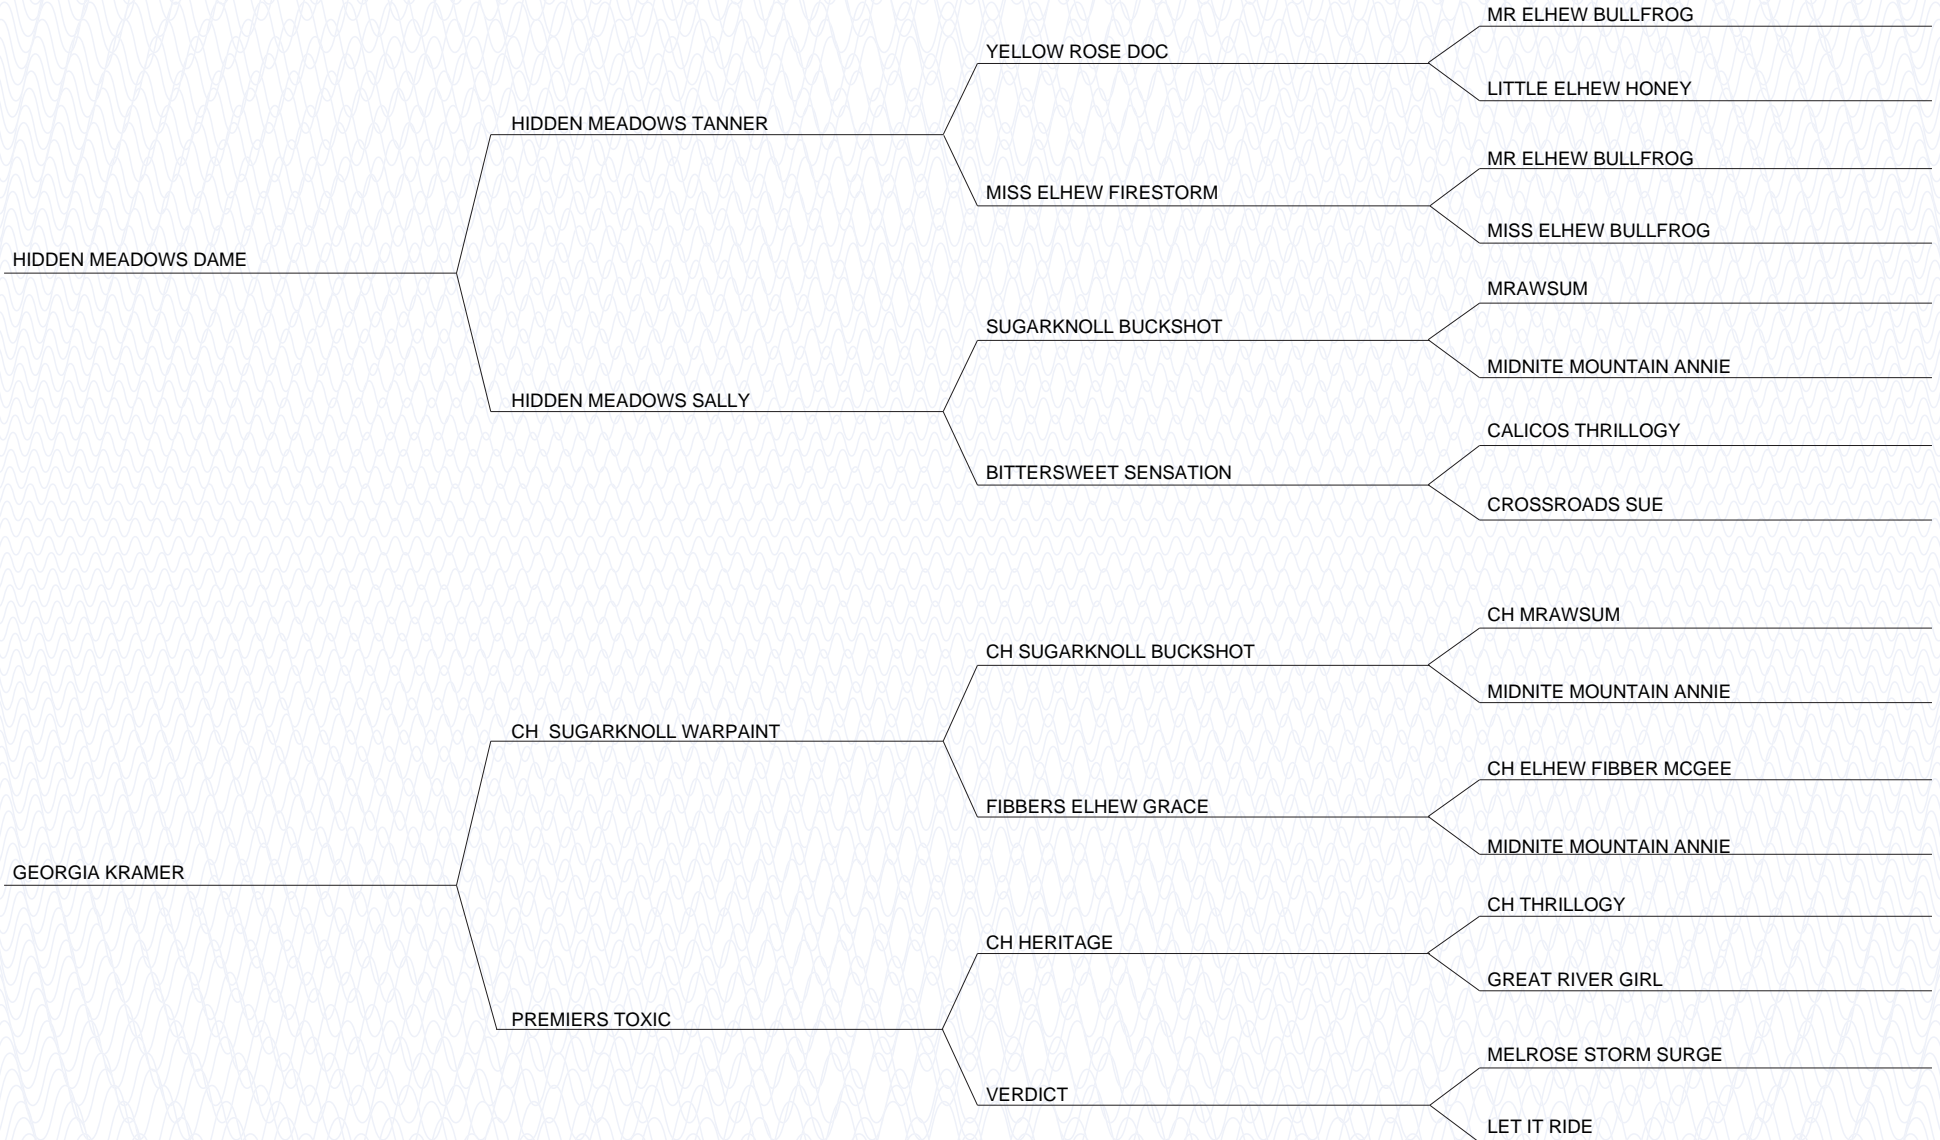 MR ELHEW BULLFROG
YELLOW ROSE DOC
LITTLE ELHEW HONEY
HIDDEN MEADOWS TANNER
MR ELHEW BULLFROG
MISS ELHEW FIRESTORM
MISS ELHEW BULLFROG
HIDDEN MEADOWS DAME
MRAWSUM
SUGARKNOLL BUCKSHOT
MIDNITE MOUNTAIN ANNIE
HIDDEN MEADOWS SALLY
CALICOS THRILLOGY
BITTERSWEET SENSATION
CROSSROADS SUE
CH MRAWSUM
CH SUGARKNOLL BUCKSHOT
MIDNITE MOUNTAIN ANNIE
CH  SUGARKNOLL WARPAINT
CH ELHEW FIBBER MCGEE
FIBBERS ELHEW GRACE
MIDNITE MOUNTAIN ANNIE
GEORGIA KRAMER
CH THRILLOGY
CH HERITAGE
GREAT RIVER GIRL
PREMIERS TOXIC
MELROSE STORM SURGE
VERDICT
LET IT RIDE